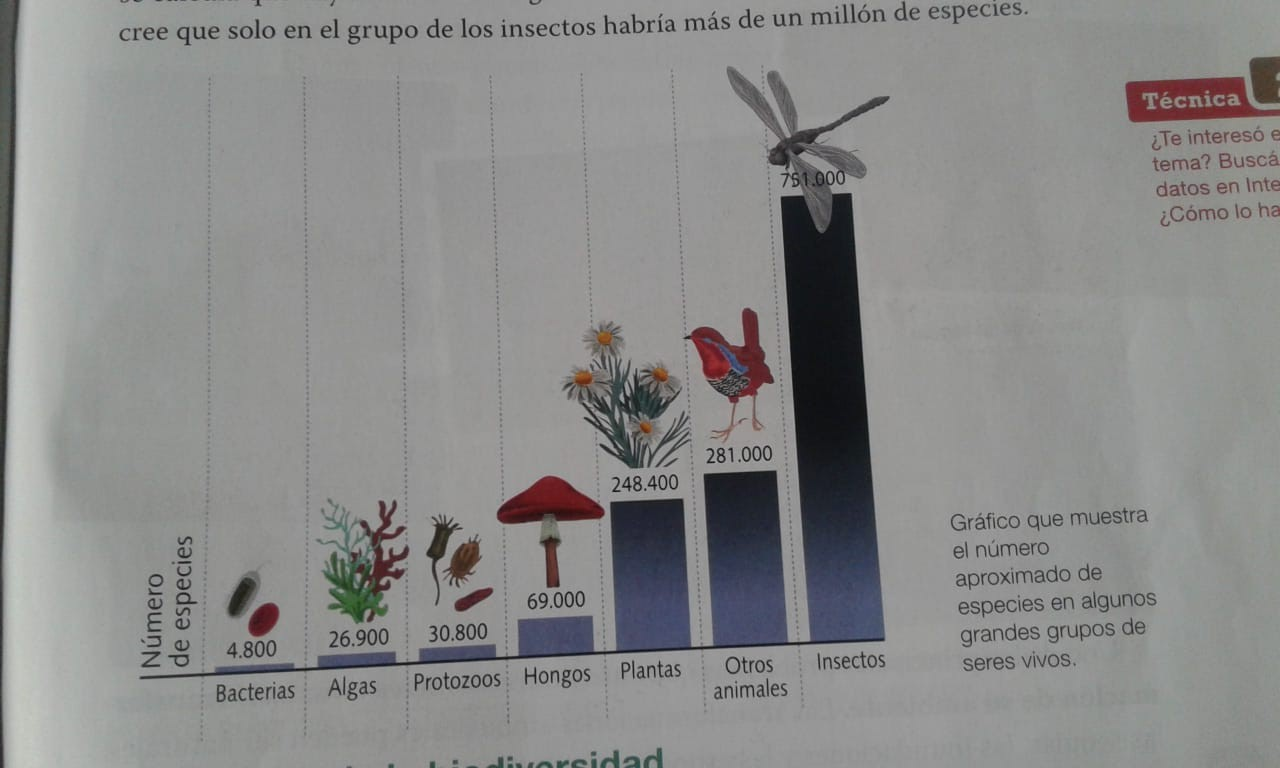 cree que solo en el grupo de los insectos habría más de un millón de especies.
Técnica
¿Te interesó
tema? Buscá
datos en
¿Cómo lo
751.000
281.000
248.400
69.000
30.800
26.900
4.800
Número
de especies
Bacterias
Algas
Protozoos
Hongos
Plantas
Otros
animales
Insectos
Gráfico que muestra
el número
aproximado de
especies en algunos
grandes grupos de
seres vivos.
biodiversidad